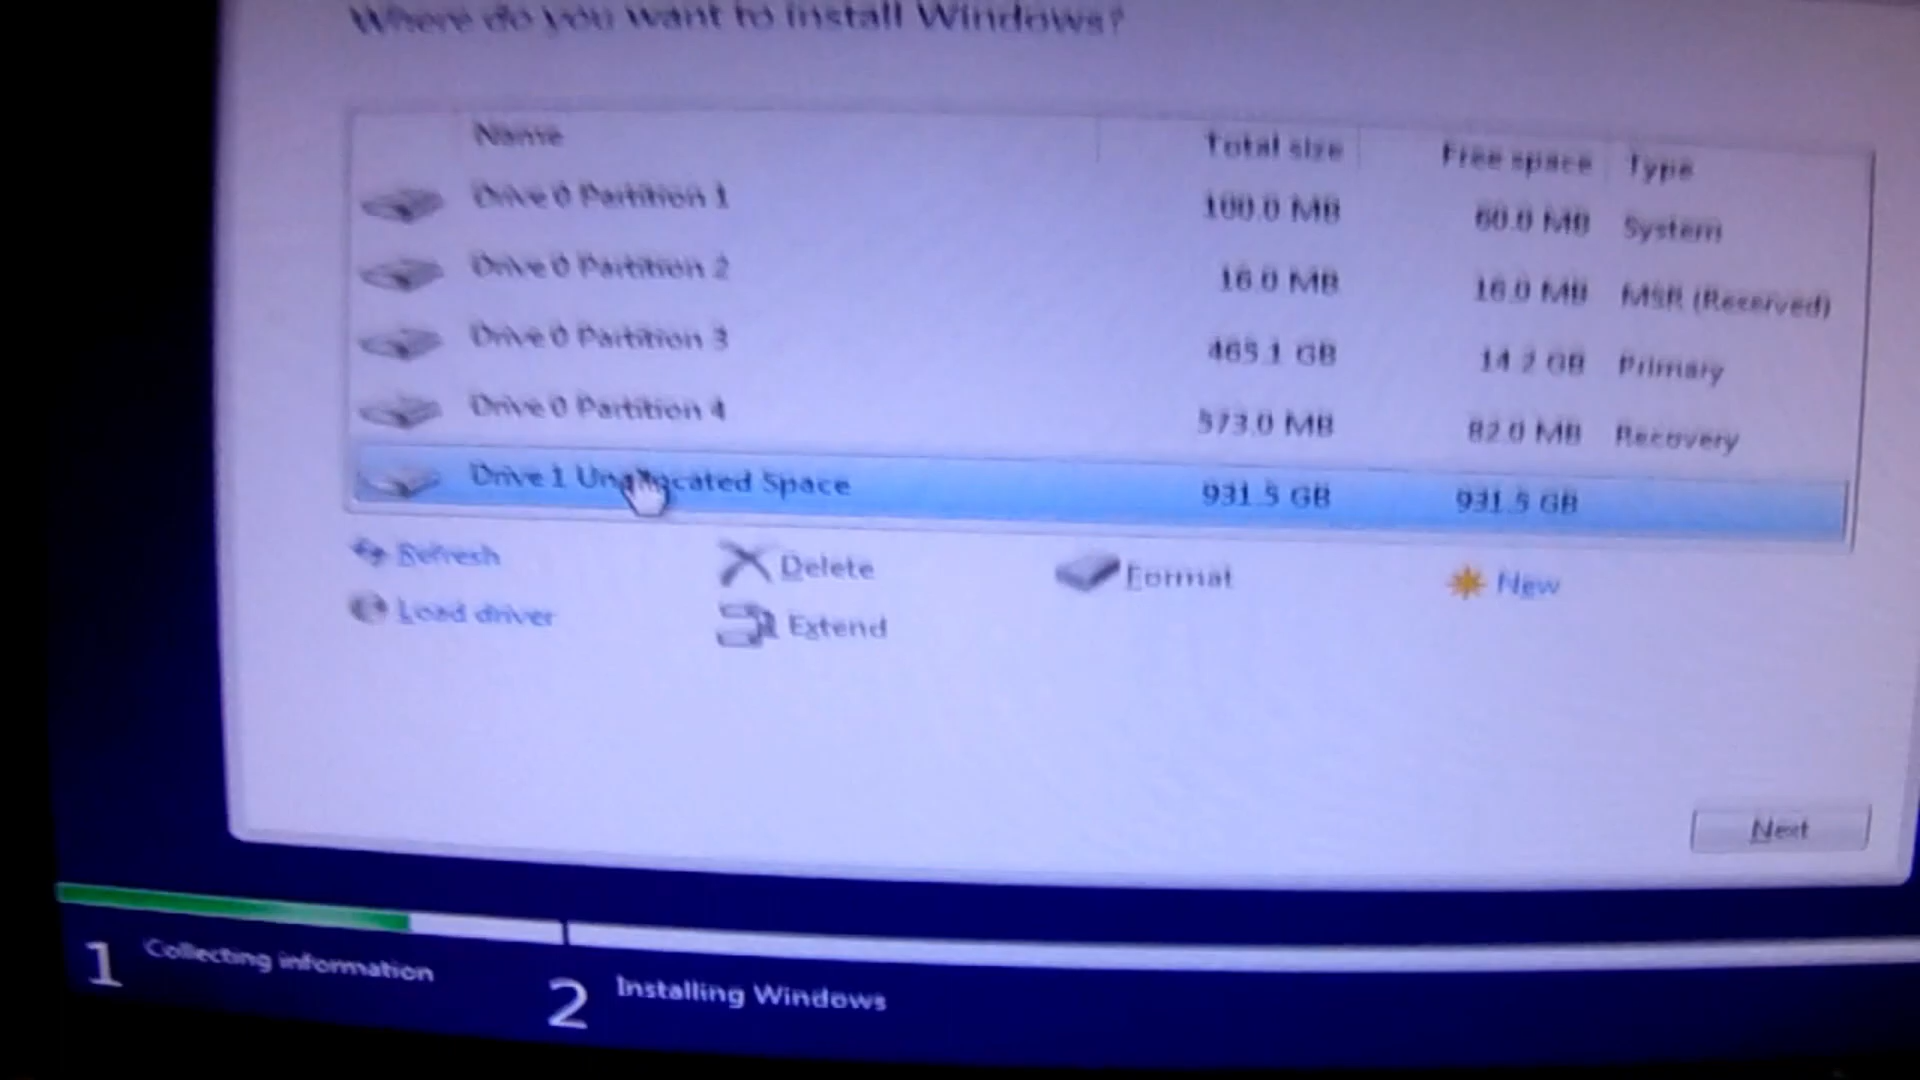 Where do you want to install Windows?
Name Total size Free space Type
Drive 0 Partition 1 100.0 MB 60.0 MB System
Drive 0 Partition 2 16.0 MB 16.0 MB MSR (Reserved)
Drive 0 Partition 3 465.1 GB 14.2 GB Primary
Drive 0 Partition 4 573.0 MB 82.0 MB Recovery
Drive 1 Unallocated Space 931.5 GB 931.5 GB
Refresh Delete Format New
Load driver Extend
Next
1 Collecting information 2 Installing Windows